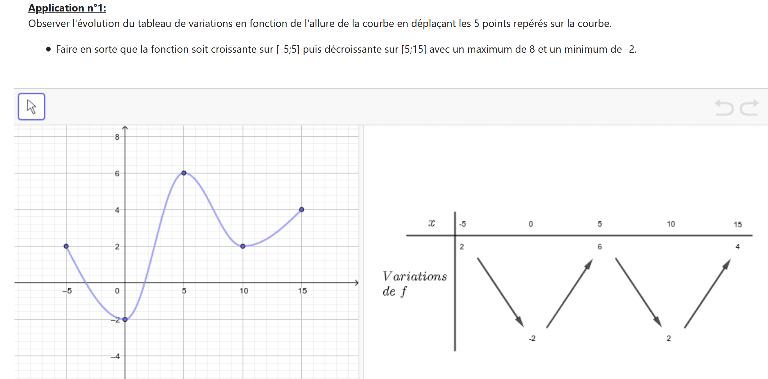 Application n°1:
Observer l'évolution du tableau de variations en fonction de l'allure de la courbe en déplaçant les 5 points repérés sur la courbe.
• Faire en sorte que la fonction soit croissante sur [-5;5] puis décroissante sur [5;15] avec un maximum de 8 et un minimum de -2.
8
6
4
2
-5 0 5 10 15
-2
-4
x -5 0 5 10 15
2 6 4
Variations
de f
-2 2